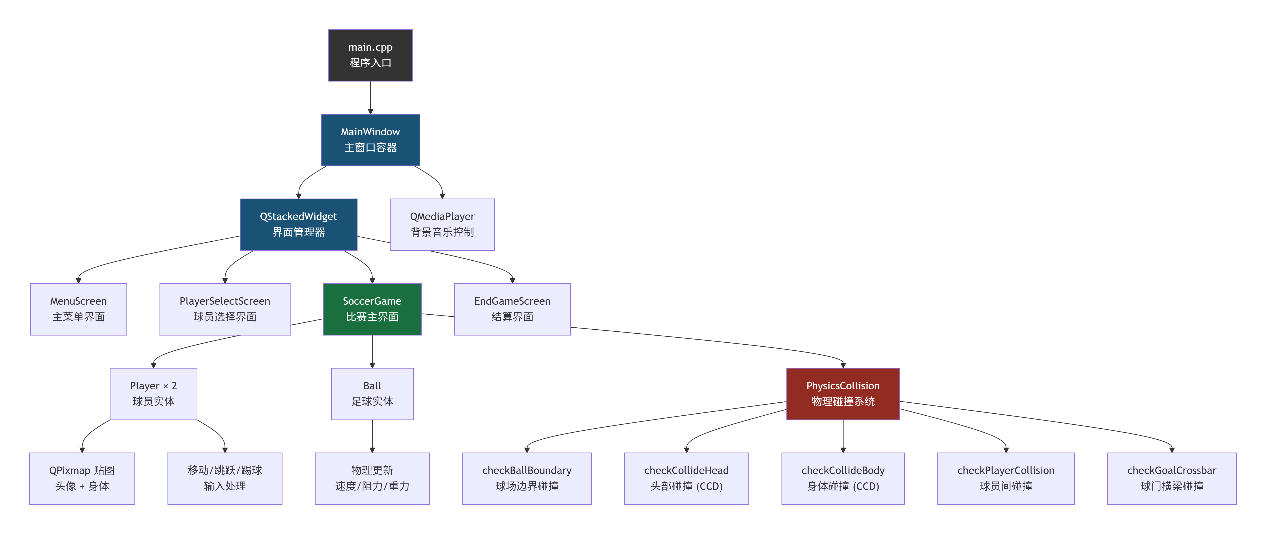 main.cpp
程序入口
MainWindow
主窗口容器
QStackedWidget
界面管理器
QMediaPlayer
背景音乐控制
MenuScreen
主菜单界面
PlayerSelectScreen
球员选择界面
SoccerGame
比赛主界面
EndGameScreen
结算界面
Player × 2
球员实体
Ball
足球实体
PhysicsCollision
物理碰撞系统
QPixmap 贴图
头像 + 身体
移动/跳跃/踢球
输入处理
物理更新
速度/阻力/重力
checkBallBoundary
球场边界碰撞
checkCollideHead
头部碰撞 (CCD)
checkCollideBody
身体碰撞 (CCD)
checkPlayerCollision
球员间碰撞
checkGoalCrossbar
球门横梁碰撞